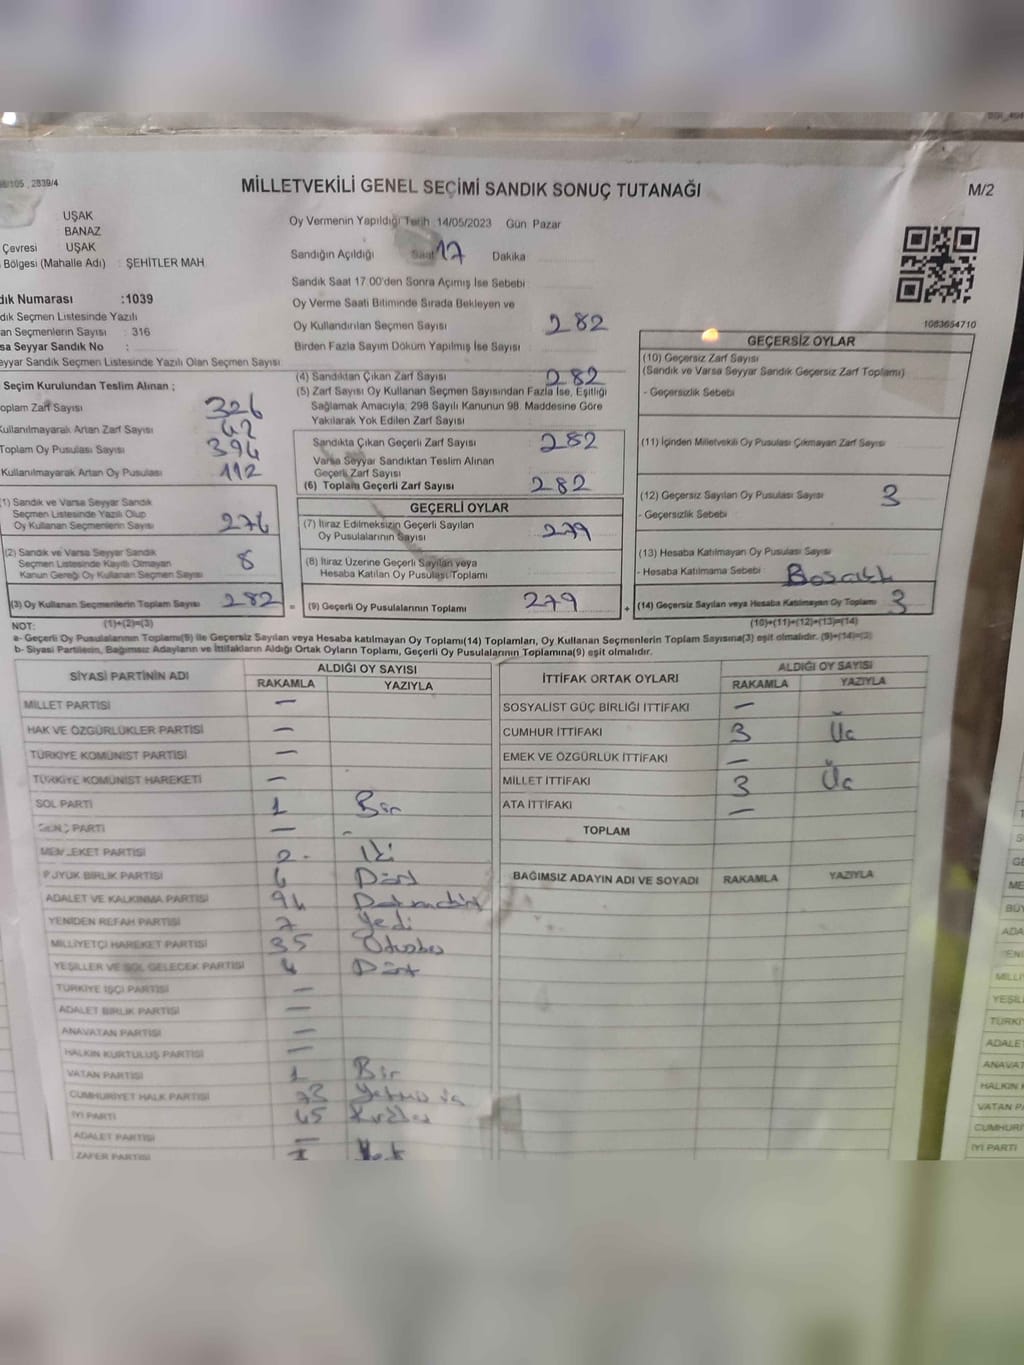 2839/4
MİLLETVEKİLİ GENEL SEÇİMİ SANDIK SONUÇ TUTANAĞI
M/2
UŞAK
BANAZ
Çevresi UŞAK
Bölgesi (Mahalle Adı) : ŞEHİTLER MAH
Numarası :1039
Seçmen Listesinde Yazılı
Seçmenlerin Sayısı : 316
Seyyar Sandık No :
Seyyar Sandık Seçmen Listesinde Yazılı Olan Seçmen Sayısı
Seçim Kurulundan Teslim Alınan ;
Zarf Sayısı 326
Kullanılmayarak Artan Zarf Sayısı 42
Oy Pusulası Sayısı 394
Kullanılmayarak Artan Oy Pusulası 112
(1) Sandık ve Varsa Seyyar Sandık
Seçmen Listesinde Yazılı Olup
Oy Kullanan Seçmenlerin Sayısı
(2) Sandık ve Varsa Seyyar Sandık
Seçmen Listesinde Kayıtlı Olmayan
Kanun Gereği Oy Kullanan Seçmen Sayısı 8
(3) Oy Kullanan Seçmenlerin Toplam Sayısı 282
(1)+(2)=(3)
Oy Vermenin Yapıldığı Tarih 14/05/2023 Gün Pazar
Sandığın Açıldığı Saat 17 Dakika
Sandık Saat 17.00'den Sonra Açımış İse Sebebi
Oy Verme Saati Bitiminde Sırada Bekleyen ve
Oy Kullandırılan Seçmen Sayısı 282
Birden Fazla Sayım Döküm Yapılmış İse Sayısı
(4) Sandıktan Çıkan Zarf Sayısı 282
(5) Zarf Sayısı Oy Kullanan Seçmen Sayısından Fazla İse, Eşitliği
Sağlamak Amacıyla, 298 Sayılı Kanunun 98. Maddesine Göre
Yakılarak Yok Edilen Zarf Sayısı
Sandıkta Çıkan Geçerli Zarf Sayısı 282
Varsa Seyyar Sandıktan Teslim Alınan
Geçerli Zarf Sayısı
(6) Toplam Geçerli Zarf Sayısı 282
GEÇERLİ OYLAR
(7) İtiraz Edilmeksizin Geçerli Sayılan
Oy Pusulalarının Sayısı 279
(8) İtiraz Üzerine Geçerli Sayılan veya
Hesaba Katılan Oy Pusulası Toplamı
= (9) Geçerli Oy Pusulalarının Toplamı 279
1083654710
GEÇERSİZ OYLAR
(10) Geçersiz Zarf Sayısı
(Sandık ve Varsa Seyyar Sandık Geçersiz Zarf Toplamı)
- Geçersizlik Sebebi
(11) İçinden Milletvekili Oy Pusulası Çıkmayan Zarf Sayısı
(12) Geçersiz Sayılan Oy Pusulası Sayısı 3
- Geçersizlik Sebebi
(13) Hesaba Katılmayan Oy Pusulası Sayısı
- Hesaba Katılmama Sebebi :
+ (14) Geçersiz Sayılan veya Hesaba Katılmayan Oy Toplamı 3
(10)+(11)+(12)+(13)=(14)
NOT:
a- Geçerli Oy Pusulalarının Toplamı(9) ile Geçersiz Sayılan veya Hesaba katılmayan Oy Toplamı(14) Toplamları, Oy Kullanan Seçmenlerin Toplam Sayısına(3) eşit olmalıdır. (9)+(14)=(3)
b- Siyasi Partilerin, Bağımsız Adayların ve İttifakların Aldığı Ortak Oyların Toplamı, Geçerli Oy Pusulalarının Toplamına(9) eşit olmalıdır.
SİYASİ PARTİNİN ADI
ALDIĞI OY SAYISI
RAKAMLA YAZIYLA
MİLLET PARTİSİ —
HAK VE ÖZGÜRLÜKLER PARTİSİ —
TÜRKİYE KOMÜNİST PARTİSİ —
TÜRKİYE KOMÜNİST HAREKETİ —
SOL PARTİ 1 Bir
GENÇ PARTİ —
MEMLEKET PARTİSİ 2 İki
BÜYÜK BİRLİK PARTİSİ Dört
ADALET VE KALKINMA PARTİSİ 94
YENİDEN REFAH PARTİSİ 7 Yedi
MİLLİYETÇİ HAREKET PARTİSİ 35 Otuzbeş
YEŞİLLER VE SOL GELECEK PARTİSİ 4 Dört
TÜRKİYE İŞÇİ PARTİSİ —
ADALET BİRLİK PARTİSİ —
ANAVATAN PARTİSİ —
HALKIN KURTULUŞ PARTİSİ —
VATAN PARTİSİ 1 Bir
CUMHURİYET HALK PARTİSİ 73
İYİ PARTİ 45
ADALET PARTİSİ —
ZAFER PARTİSİ
İTTİFAK ORTAK OYLARI
ALDIĞI OY SAYISI
RAKAMLA YAZIYLA
SOSYALİST GÜÇ BİRLİĞİ İTTİFAKI —
CUMHUR İTTİFAKI 3 Üç
EMEK VE ÖZGÜRLÜK İTTİFAKI —
MİLLET İTTİFAKI 3 Üç
ATA İTTİFAKI —
TOPLAM
BAĞIMSIZ ADAYIN ADI VE SOYADI RAKAMLA YAZIYLA
MİLLİ
YEŞİL
ADALE
ANAVAT
HALKIN
VATAN PA
CUMHURİ
İYİ PARTİ